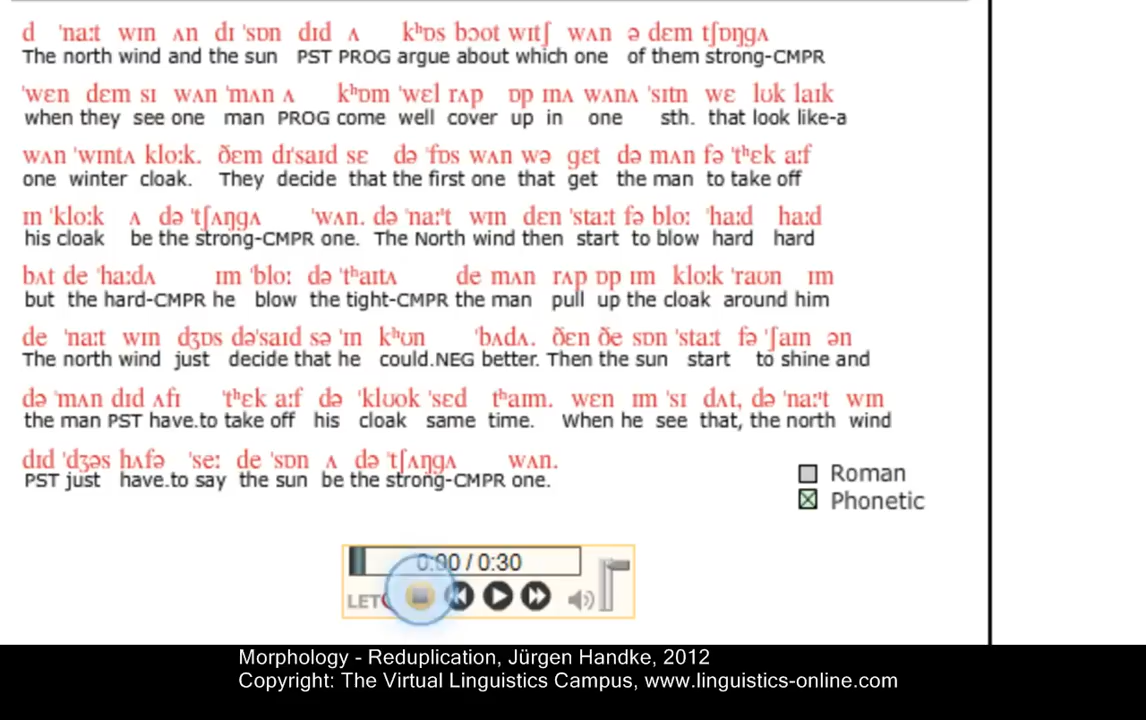 d ˈnaːt wɪn ʌn dɪ ˈsɒn dɪd ʌ kʰɒs bɔot wɪtʃ wʌn ə dɛm tʃɒŋgʌ
The north wind and the sun PST PROG argue about which one of them strong-CMPR
ˈwɛn dɛm sɪ wʌn ˈmʌn ʌ kʰɒm ˈwɛl rʌp ɒp ɪnʌ wʌnʌ ˈsɪtn wɛ lʊk laɪk
when they see one man PROG come well cover up in one sth. that look like-a
wʌn ˈwɪntʌ kloːk. ðɛm dɪˈsaɪd sɛ də ˈfɒs wʌn wə gɛt də mʌn fə ˈtʰɛk aːf
one winter cloak. They decide that the first one that get the man to take off
ɪn ˈkloːk ʌ də ˈtʃʌŋgʌ ˈwʌn. də ˈnaːˈt wɪn dɛn ˈstaːt fə bloː ˈhaːd haːd
his cloak be the strong-CMPR one. The North wind then start to blow hard hard
bʌt de ˈhaːdʌ ɪm ˈbloː də ˈtʰaɪtʌ de mʌn rʌp ɒp ɪm kloːk ˈraʊn ɪm
but the hard-CMPR he blow the tight-CMPR the man pull up the cloak around him
de ˈnaːt wɪn dʒɒs dəˈsaɪd sə ˈɪn kʰʊn ˈbʌdʌ. ðɛn ðe sɒn ˈstaːt fə ˈʃaɪn ən
The north wind just decide that he could.NEG better. Then the sun start to shine and
də ˈmʌn dɪd ʌfɪ ˈtʰɛk aːf də ˈklʊok ˈsɛd tʰaɪm. wɛn ɪm ˈsɪ dʌt, də ˈnaːˈt wɪn
the man PST have.to take off his cloak same time. When he see that, the north wind
dɪd ˈdʒəs hʌfə ˈseː de ˈsɒn ʌ də ˈtʃʌŋgʌ wʌn.
PST just have.to say the sun be the strong-CMPR one.
Roman
Phonetic
0:00 / 0:30
LETO
Morphology - Reduplication, Jürgen Handke, 2012
Copyright: The Virtual Linguistics Campus, www.linguistics-online.com